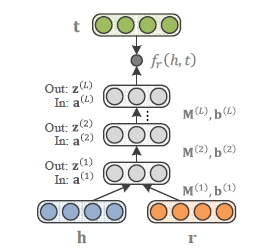 t
f_r(h, t)
Out: z^(L)
In: a^(L)
M^(L), b^(L)
Out: z^(2)
In: a^(2)
M^(2), b^(2)
Out: z^(1)
In: a^(1)
M^(1), b^(1)
h r